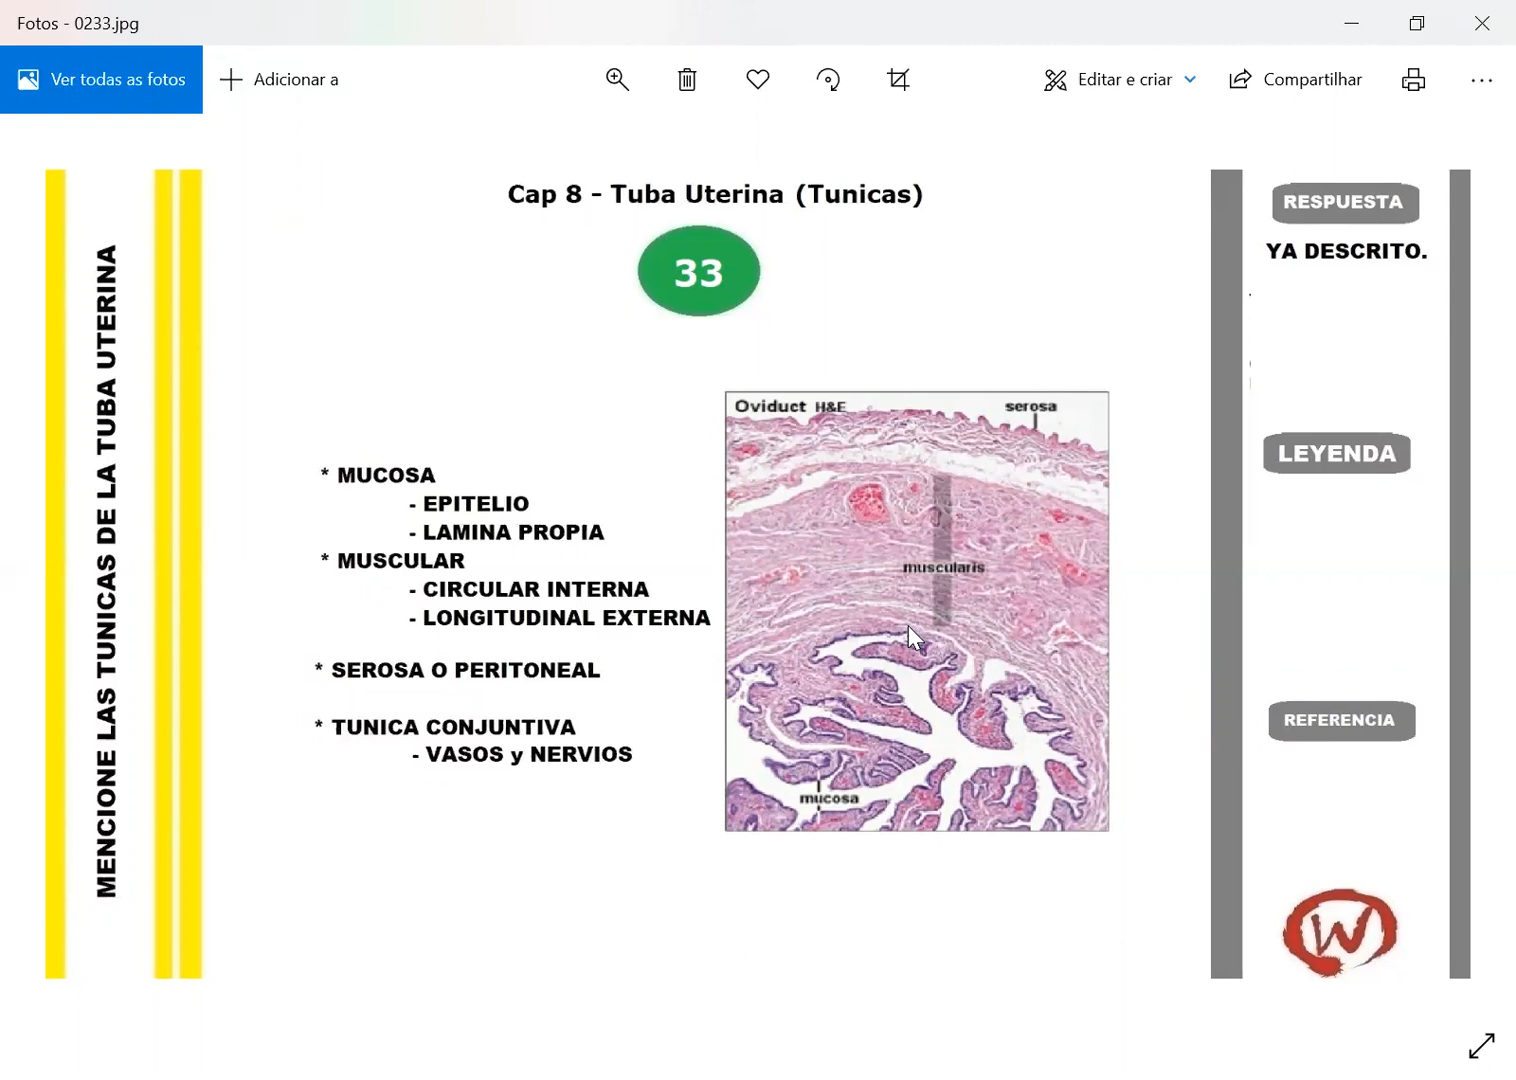 Fotos - 0233.jpg
Ver todas as fotos
Adicionar a
Editar e criar
Compartilhar
MENCIONE LAS TUNICAS DE LA TUBA UTERINA
Cap 8 - Tuba Uterina (Tunicas)
33
* MUCOSA
- EPITELIO
- LAMINA PROPIA
* MUSCULAR
- CIRCULAR INTERNA
- LONGITUDINAL EXTERNA
* SEROSA O PERITONEAL
* TUNICA CONJUNTIVA
- VASOS y NERVIOS
Oviduct H&E
serosa
muscularis
mucosa
RESPUESTA
YA DESCRITO.
LEYENDA
REFERENCIA
W